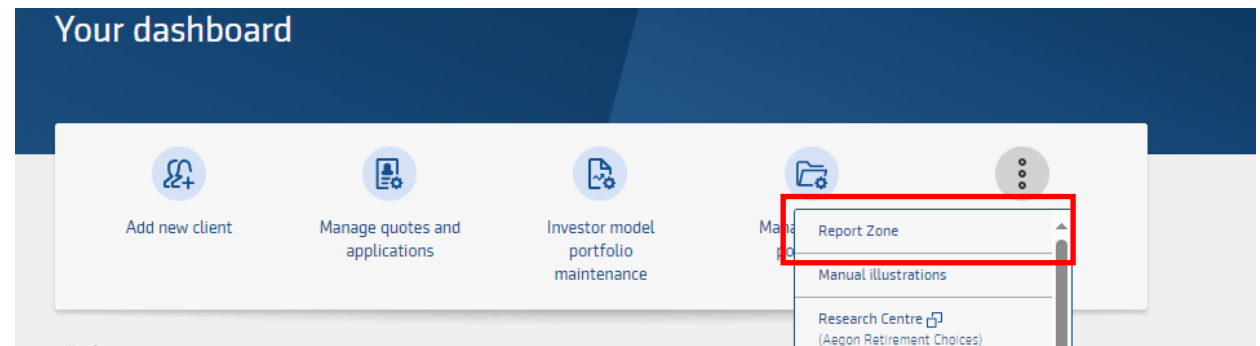 Your dashboard
Add new client
Manage quotes and
applications
Investor model
portfolio
maintenance
Report Zone
Manual illustrations
Research Centre
(Aegon Retirement Choices)